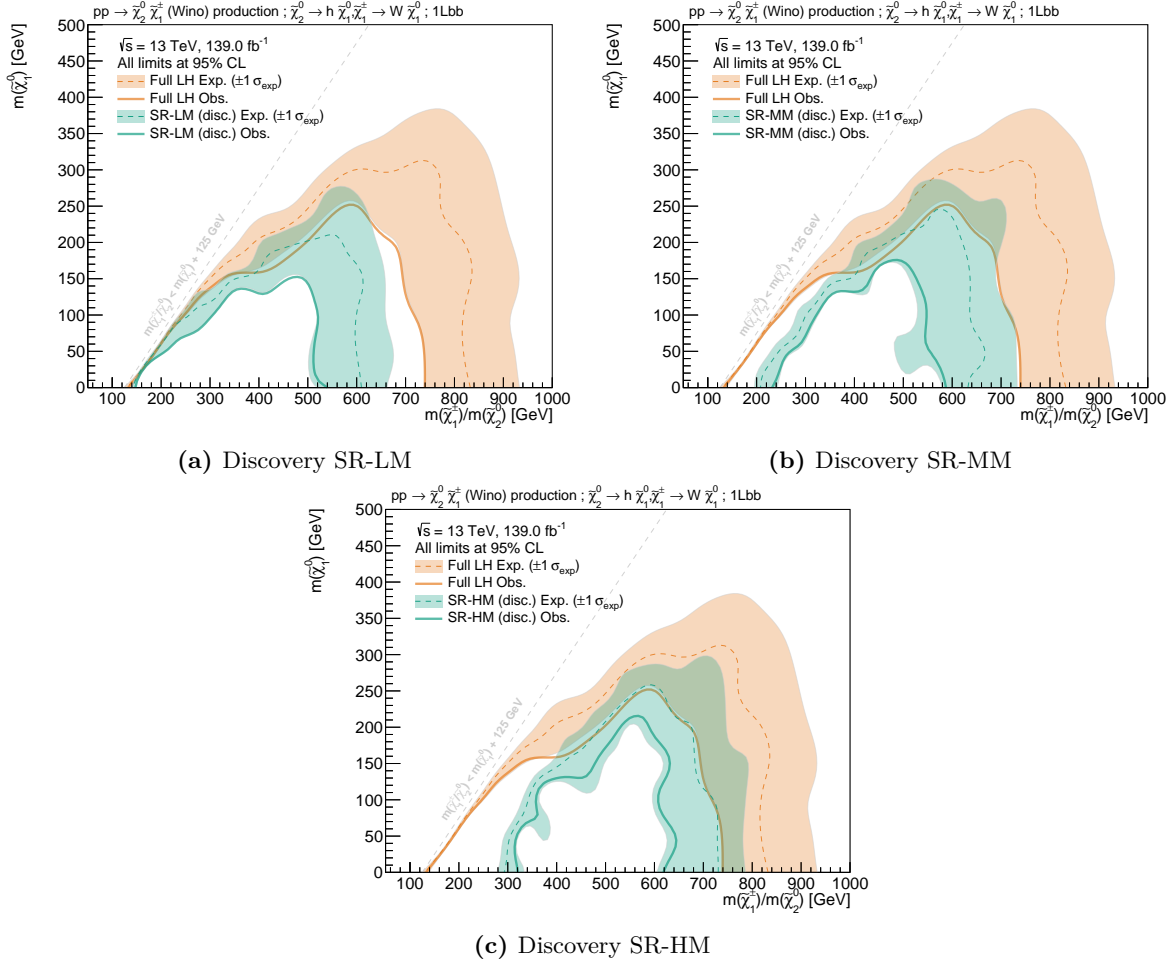 pp → χ̃₂⁰ χ̃₁± (Wino) production ; χ̃₂⁰ → h χ̃₁⁰, χ̃₁± → W χ̃₁⁰ ; 1Lbb
√s = 13 TeV, 139.0 fb⁻¹
All limits at 95% CL
Full LH Exp. (±1 σ_exp)
Full LH Obs.
SR-LM (disc.) Exp. (±1 σ_exp)
SR-LM (disc.) Obs.
m(χ̃₁±/χ̃₂⁰) < m(χ̃₁⁰) + 125 GeV
m(χ̃₁⁰) [GeV]
500
450
400
350
300
250
200
150
100
50
0
100 200 300 400 500 600 700 800 900 1000
m(χ̃₁±)/m(χ̃₂⁰) [GeV]
(a) Discovery SR-LM
pp → χ̃₂⁰ χ̃₁± (Wino) production ; χ̃₂⁰ → h χ̃₁⁰, χ̃₁± → W χ̃₁⁰ ; 1Lbb
√s = 13 TeV, 139.0 fb⁻¹
All limits at 95% CL
Full LH Exp. (±1 σ_exp)
Full LH Obs.
SR-MM (disc.) Exp. (±1 σ_exp)
SR-MM (disc.) Obs.
m(χ̃₁±/χ̃₂⁰) < m(χ̃₁⁰) + 125 GeV
m(χ̃₁⁰) [GeV]
500
450
400
350
300
250
200
150
100
50
0
100 200 300 400 500 600 700 800 900 1000
m(χ̃₁±)/m(χ̃₂⁰) [GeV]
(b) Discovery SR-MM
pp → χ̃₂⁰ χ̃₁± (Wino) production ; χ̃₂⁰ → h χ̃₁⁰, χ̃₁± → W χ̃₁⁰ ; 1Lbb
√s = 13 TeV, 139.0 fb⁻¹
All limits at 95% CL
Full LH Exp. (±1 σ_exp)
Full LH Obs.
SR-HM (disc.) Exp. (±1 σ_exp)
SR-HM (disc.) Obs.
m(χ̃₁±/χ̃₂⁰) < m(χ̃₁⁰) + 125 GeV
m(χ̃₁⁰) [GeV]
500
450
400
350
300
250
200
150
100
50
0
100 200 300 400 500 600 700 800 900 1000
m(χ̃₁±)/m(χ̃₂⁰) [GeV]
(c) Discovery SR-HM